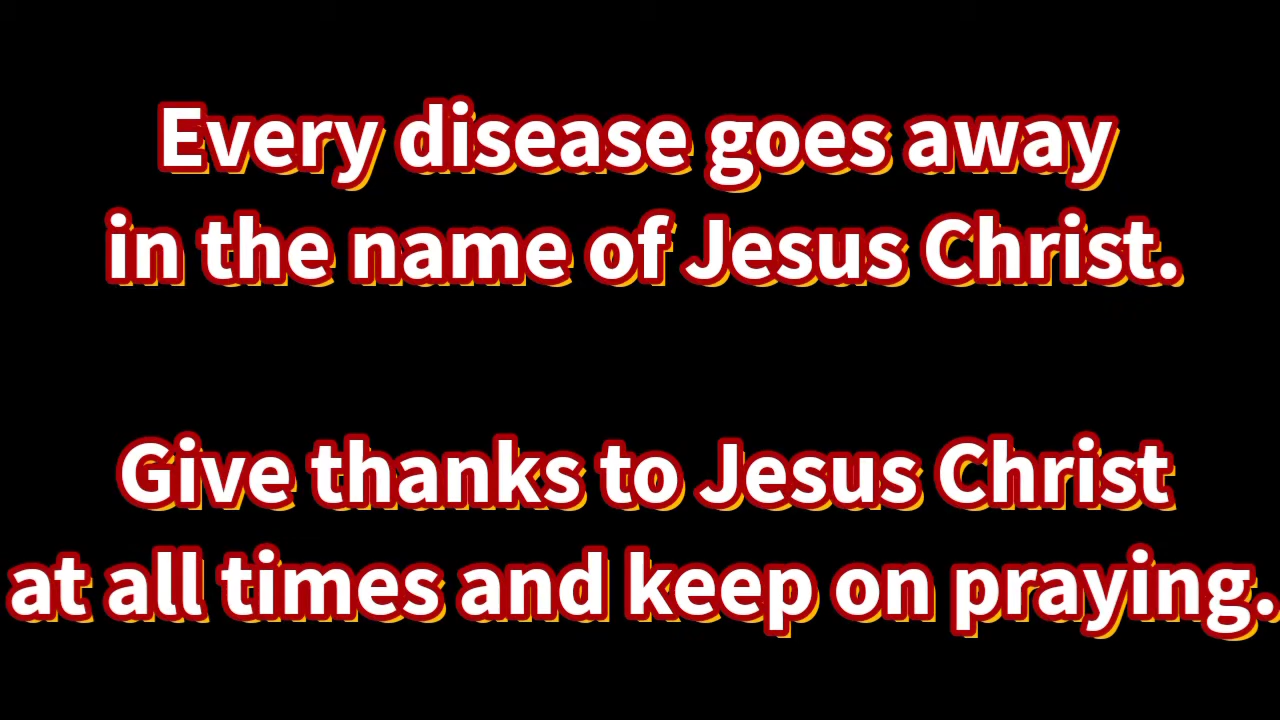 Every disease goes away
in the name of Jesus Christ.
Give thanks to Jesus Christ
at all times and keep on praying.